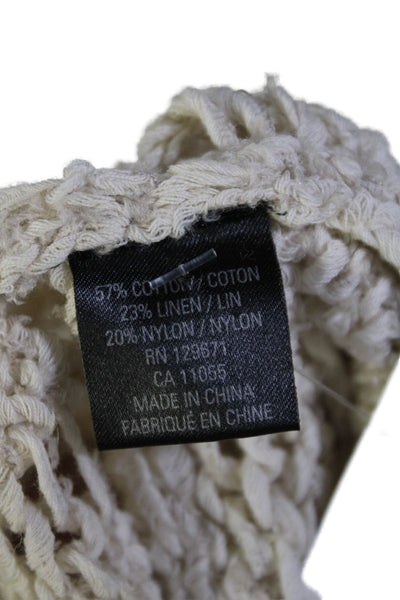 57% COTTON / COTON
23% LINEN / LIN
20% NYLON / NYLON
RN 129671
CA 11055
MADE IN CHINA
FABRIQUÉ EN CHINE